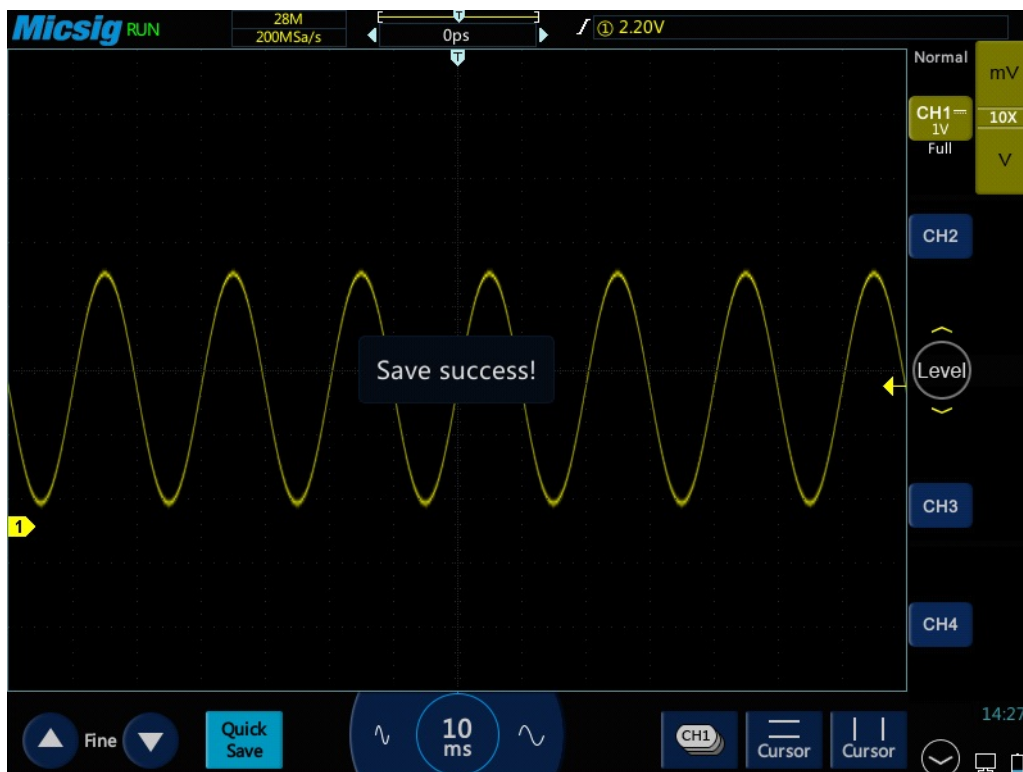 Micsig RUN
28M
200MSa/s
T
0ps
① 2.20V
T
Normal
mV
CH1
1V
10X
Full
V
CH2
Level
Save success!
1
CH3
CH4
Fine
Quick
Save
10
ms
CH1
Cursor
Cursor
14:27